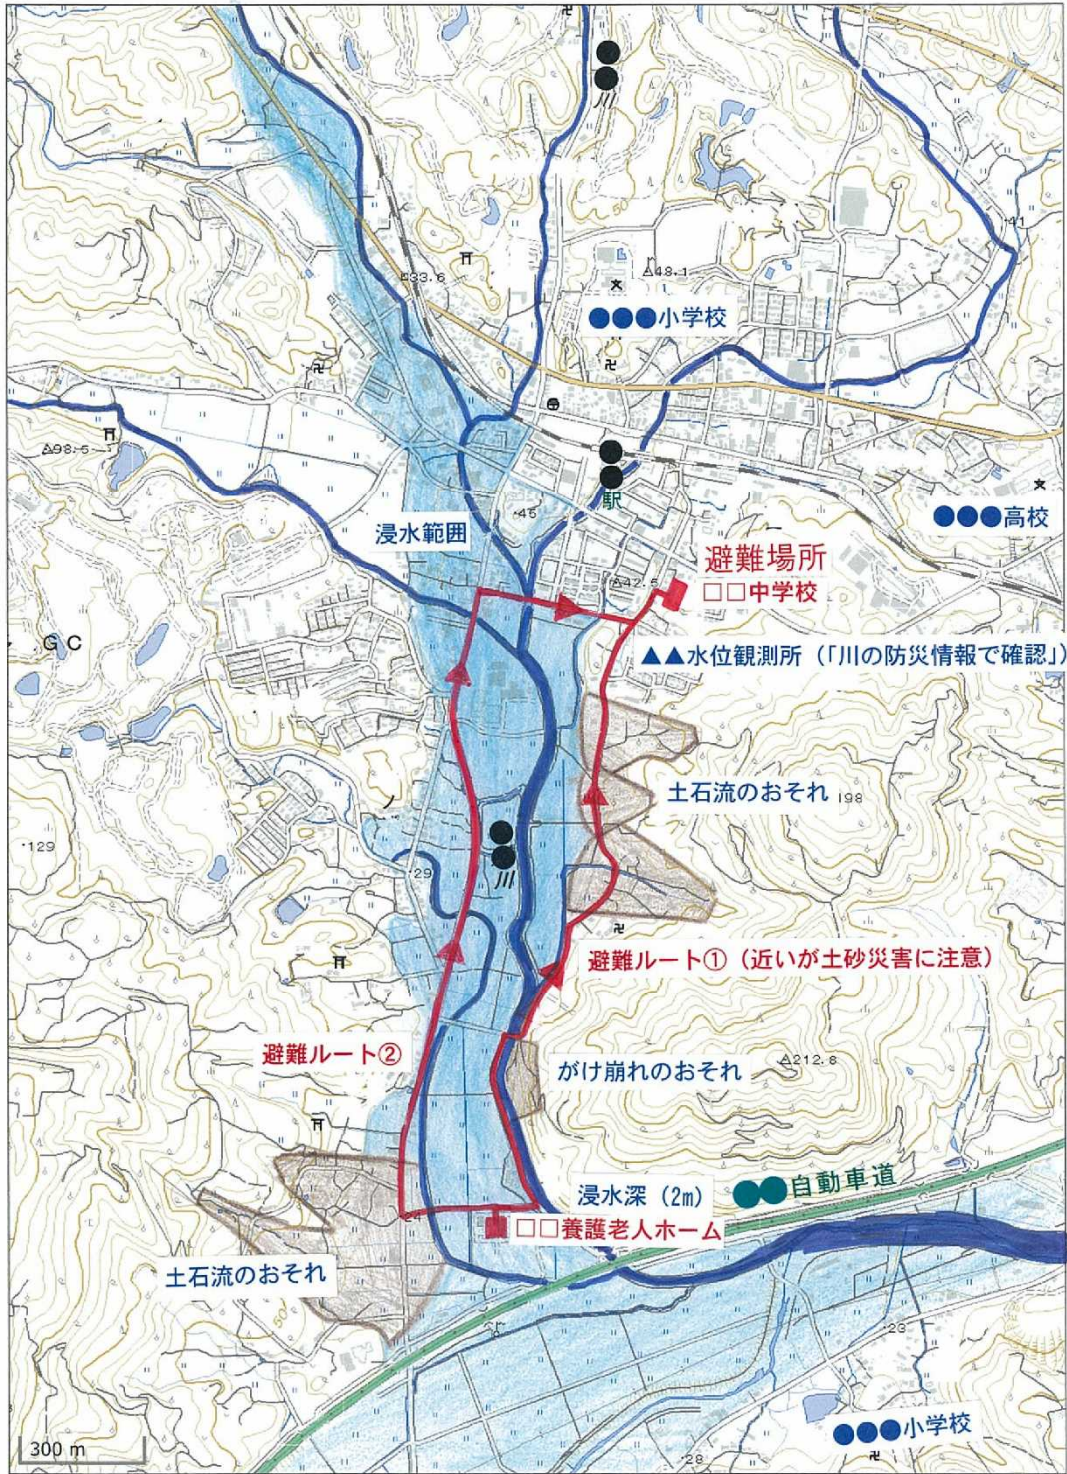 ●●川
50
・41
△48.1
33.6
●●●小学校
△98.5
●●駅
●●●高校
浸水範囲
・45
避難場所
△42.5
□□中学校
GC
▲▲水位観測所(「川の防災情報で確認」)
土石流のおそれ
198
●●川
・129
・29
避難ルート①(近いが土砂災害に注意)
避難ルート②
がけ崩れのおそれ
△212.8
浸水深(2m)
●●自動車道
・24
□□養護老人ホーム
土石流のおそれ
50
・23
●●●小学校
300 m
・28